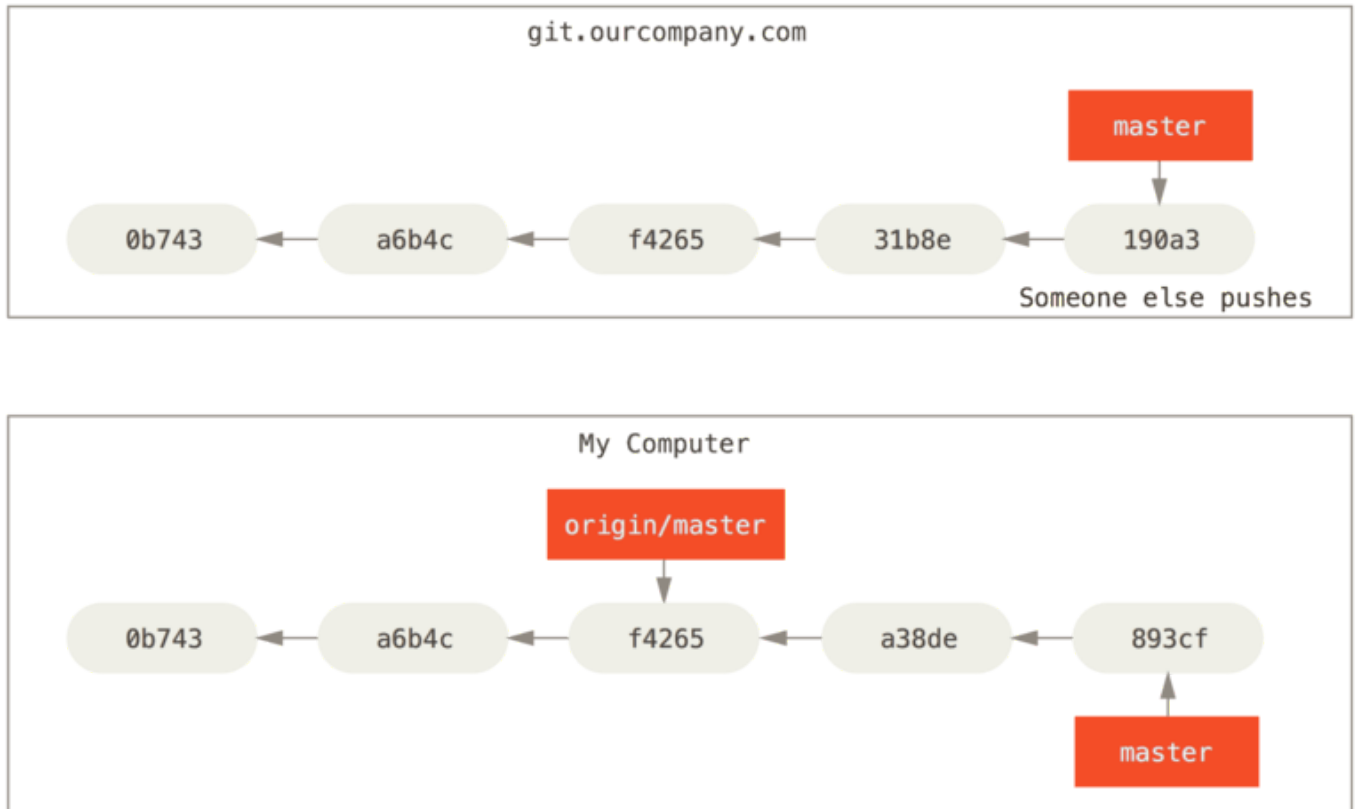 git.ourcompany.com
master
0b743 a6b4c f4265 31b8e 190a3
Someone else pushes
My Computer
origin/master
0b743 a6b4c f4265 a38de 893cf
master